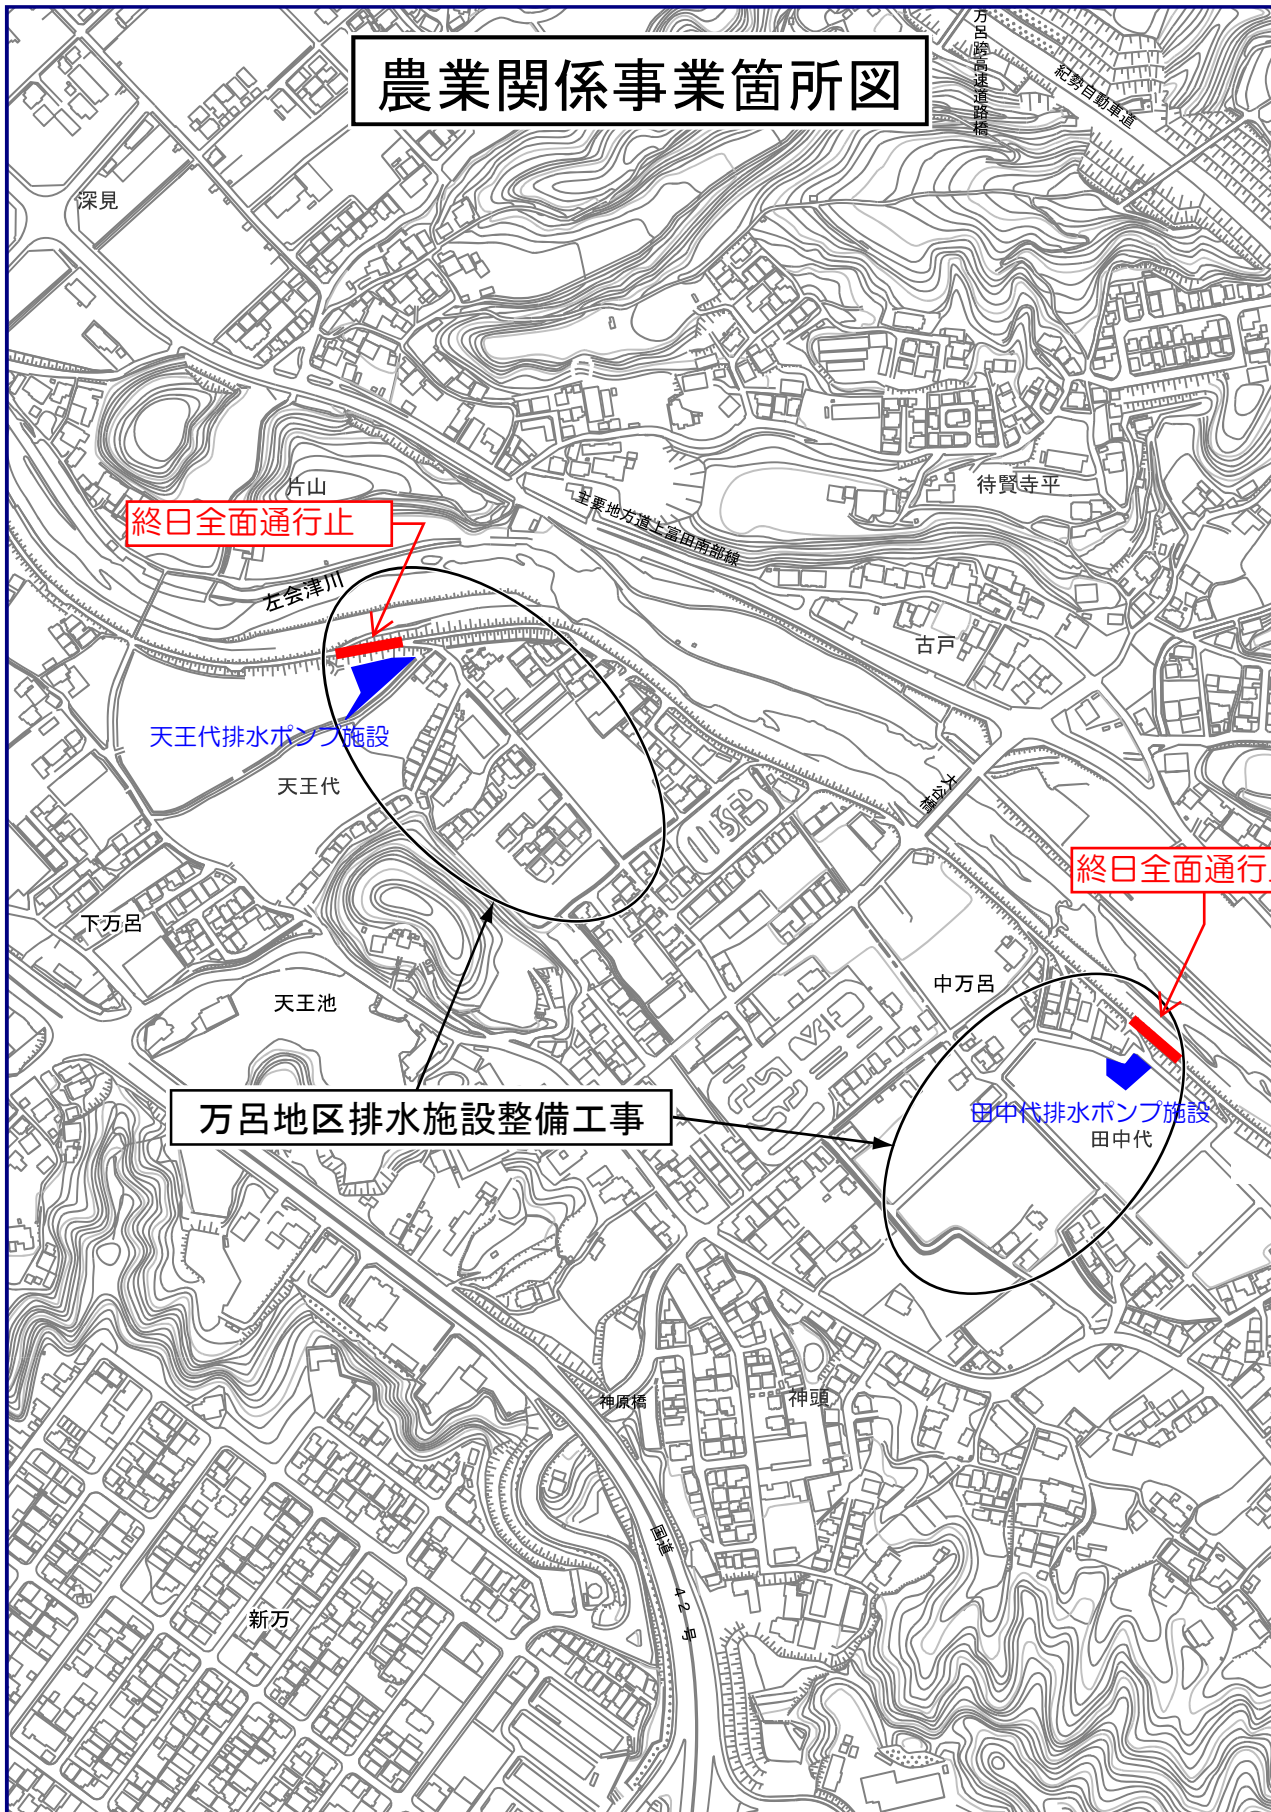 農業関係事業箇所図
万呂跨高速道路橋
紀勢自動車道
深見
片山
待賢寺平
終日全面通行止
主要地方道上富田南部線
左会津川
古戸
天王代排水ポンプ施設
天王代
大谷橋
終日全面通行
下万呂
中万呂
天王池
万呂地区排水施設整備工事
田中代排水ポンプ施設
田中代
神原橋
神頭
国道 42号
新万